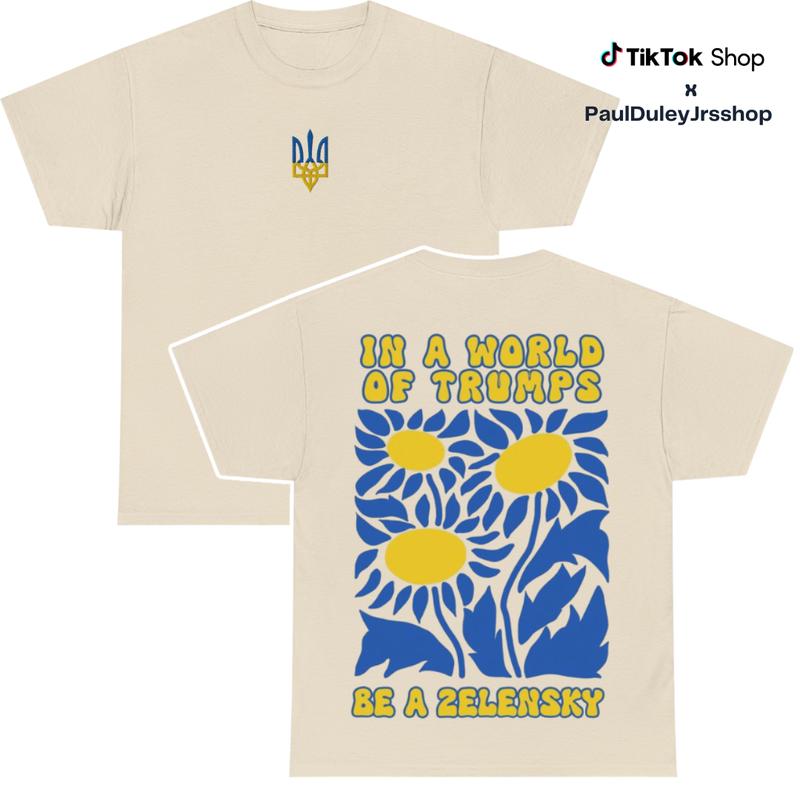 TikTok Shop
x
PaulDuleyJrsshop
IN A WORLD
OF TRUMPS
BE A ZELENSKY